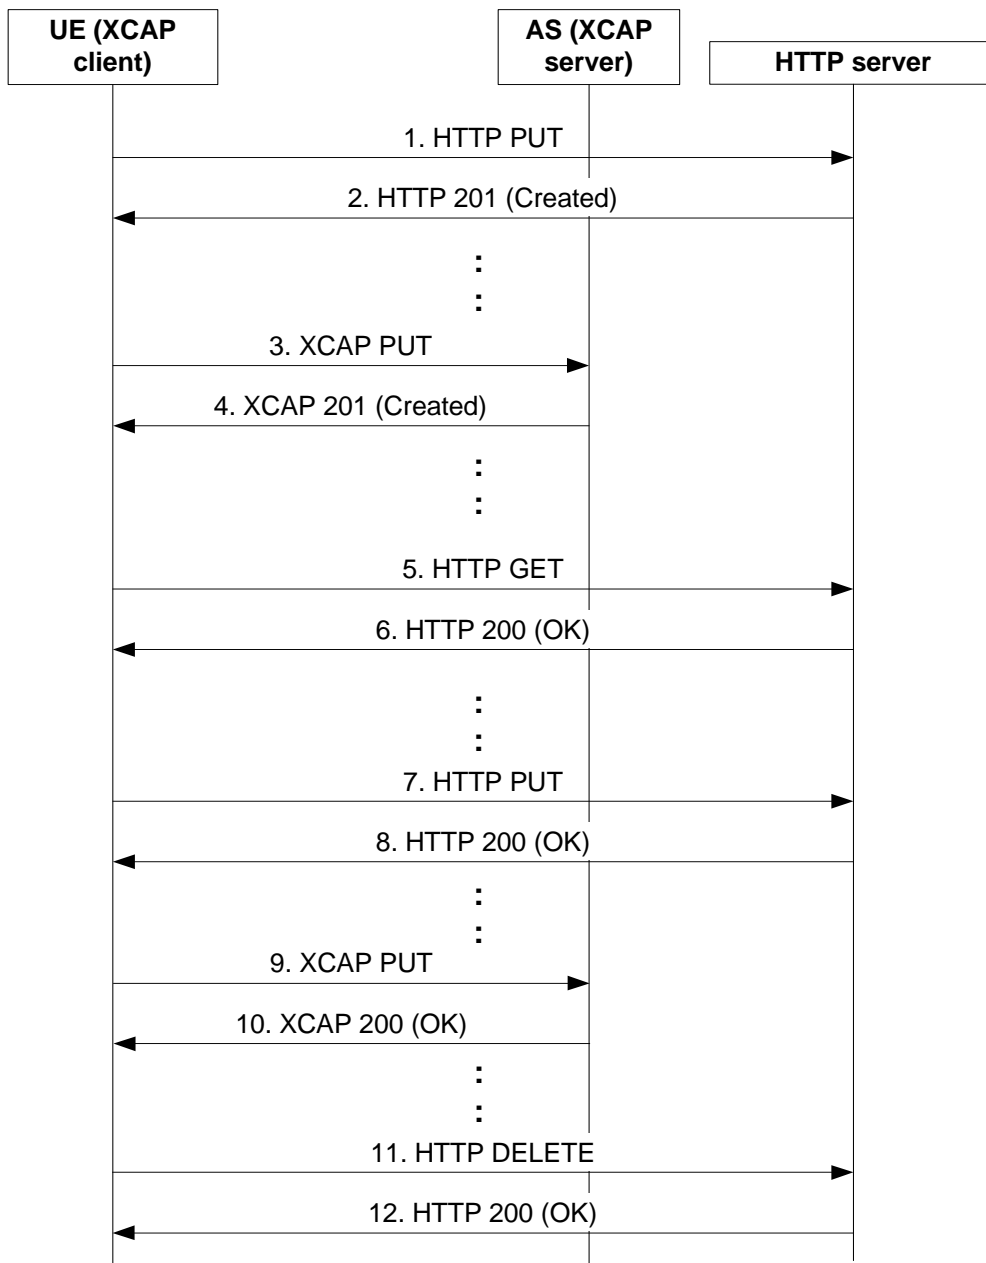 UE (XCAP
client)
AS (XCAP
server)
HTTP server
1. HTTP PUT
2. HTTP 201 (Created)
:
:
3. XCAP PUT
4. XCAP 201 (Created)
:
:
5. HTTP GET
6. HTTP 200 (OK)
:
:
7. HTTP PUT
8. HTTP 200 (OK)
:
:
9. XCAP PUT
10. XCAP 200 (OK)
:
:
11. HTTP DELETE
12. HTTP 200 (OK)